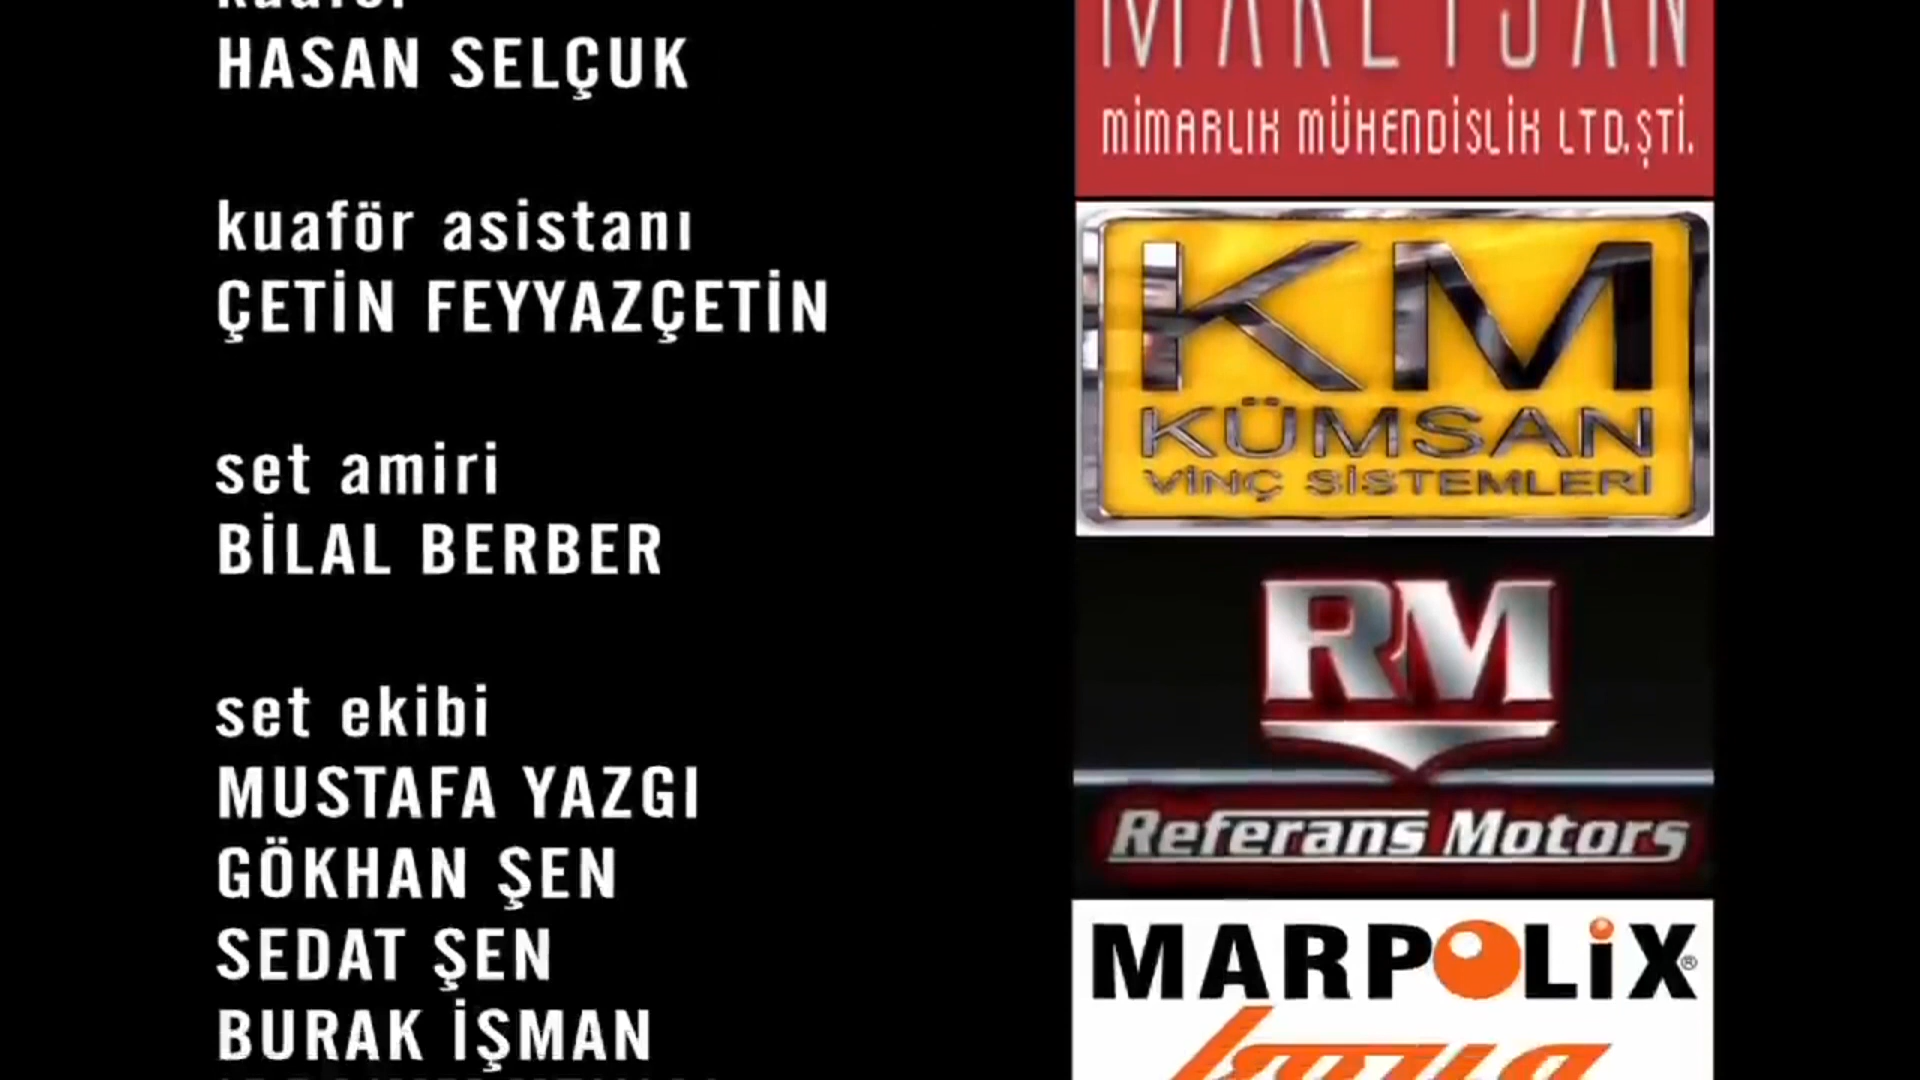 HASAN SELÇUK
kuaför asistanı
ÇETİN FEYYAZÇETİN
set amiri
BİLAL BERBER
set ekibi
MUSTAFA YAZGI
GÖKHAN ŞEN
SEDAT ŞEN
BURAK İŞMAN
MİMARLIK MÜHENDİSLİK LTD.ŞTİ.
KM
KÜMSAN
VİNÇ SİSTEMLERİ
RM
Referans Motors
MARPOLiX®